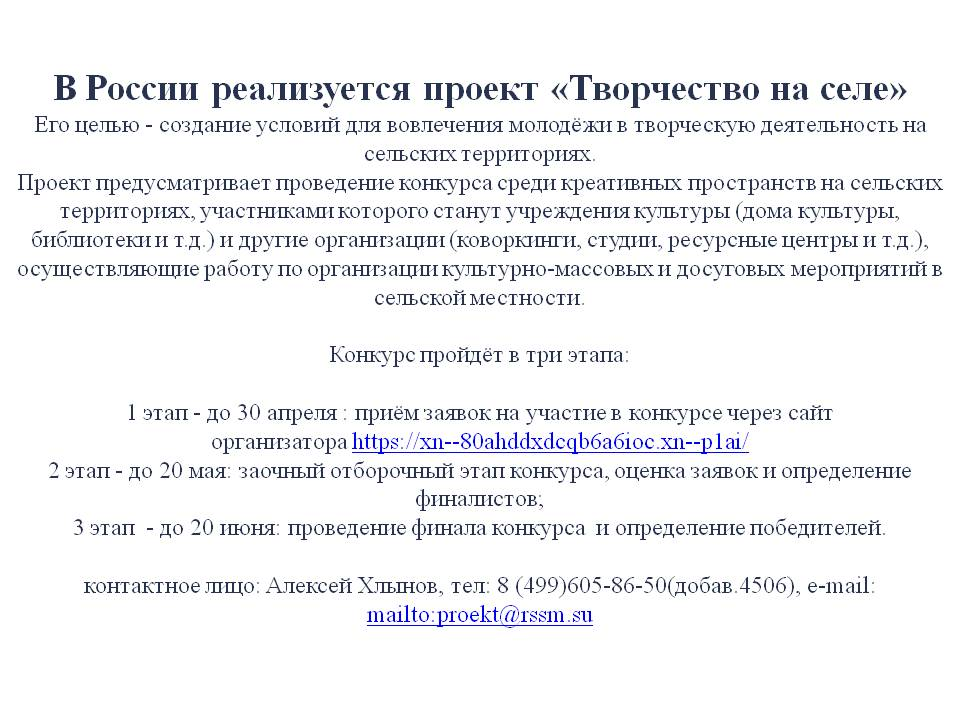 В России реализуется проект «Творчество на селе»
Его целью - создание условий для вовлечения молодёжи в творческую деятельность на
сельских территориях.
Проект предусматривает проведение конкурса среди креативных пространств на сельских
территориях, участниками которого станут учреждения культуры (дома культуры,
библиотеки и т.д.) и другие организации (коворкинги, студии, ресурсные центры и т.д.),
осуществляющие работу по организации культурно-массовых и досуговых мероприятий в
сельской местности.
Конкурс пройдёт в три этапа:
1 этап - до 30 апреля : приём заявок на участие в конкурсе через сайт
организатора https://xn--80ahddxdcqb6a6ioc.xn--p1ai/
2 этап - до 20 мая: заочный отборочный этап конкурса, оценка заявок и определение
финалистов;
3 этап  - до 20 июня: проведение финала конкурса  и определение победителей.
контактное лицо: Алексей Хлынов, тел: 8 (499)605-86-50(добав.4506), e-mail:
mailto:proekt@rssm.su